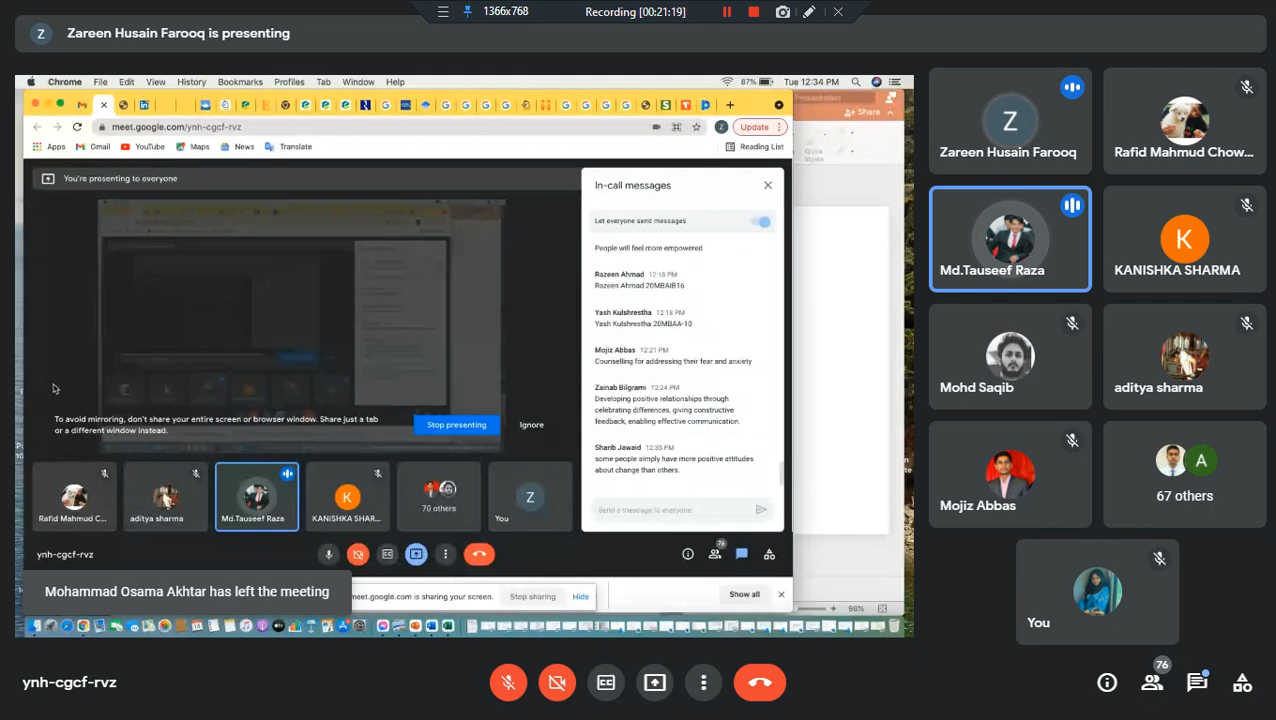 1366x768
Recording [00:21:19]
Z
Zareen Husain Farooq is presenting
Chrome File Edit View History Bookmarks Profiles Tab Window Help
87% Tue 12:34 PM
Presentation
meet.google.com/ynh-cgcf-rvz
Z
Update
Share
Apps Gmail YouTube Maps News Translate
Reading List
Quick
Styles
You're presenting to everyone
In-call messages
Let everyone send messages
People will feel more empowered
Razeen Ahmad 12:18 PM
Razeen Ahmad 20MBAIB16
Yash Kulshrestha 12:18 PM
Yash Kulshrestha 20MBAA-10
Mojiz Abbas 12:21 PM
Counselling for addressing their fear and anxiety
Zainab Bilgrami 12:24 PM
Developing positive relationships through
celebrating differences, giving constructive
feedback, enabling effective communication.
Sharib Jawaid 12:33 PM
some people simply have more positive attitudes
about change than others.
Send a message to everyone
To avoid mirroring, don't share your entire screen or browser window. Share just a tab
or a different window instead.
Stop presenting
Ignore
Rafid Mahmud C...
aditya sharma
Md.Tauseef Raza
K
KANISHKA SHAR...
70 others
Z
You
ynh-cgcf-rvz
76
Mohammad Osama Akhtar has left the meeting
meet.google.com is sharing your screen.
Stop sharing
Hide
Show all
98%
Z
Zareen Husain Farooq
Rafid Mahmud Chow...
Md.Tauseef Raza
K
KANISHKA SHARMA
Mohd Saqib
aditya sharma
Mojiz Abbas
A
67 others
You
ynh-cgcf-rvz
76